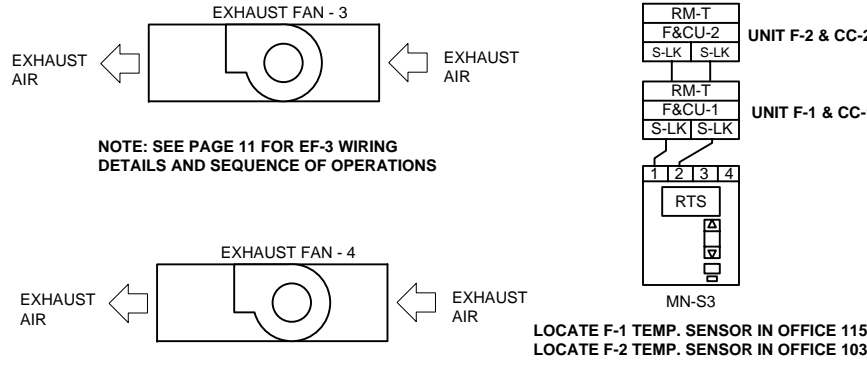 EXHAUST FAN - 3
EXHAUST
AIR
EXHAUST
AIR
NOTE: SEE PAGE 11 FOR EF-3 WIRING
DETAILS AND SEQUENCE OF OPERATIONS
EXHAUST FAN - 4
EXHAUST
AIR
EXHAUST
AIR
RM-T
F&CU-2
S-LK S-LK
UNIT F-2 & CC-2
RM-T
F&CU-1
S-LK S-LK
UNIT F-1 & CC-
1 2 3 4
RTS
MN-S3
LOCATE F-1 TEMP. SENSOR IN OFFICE 115
LOCATE F-2 TEMP. SENSOR IN OFFICE 103